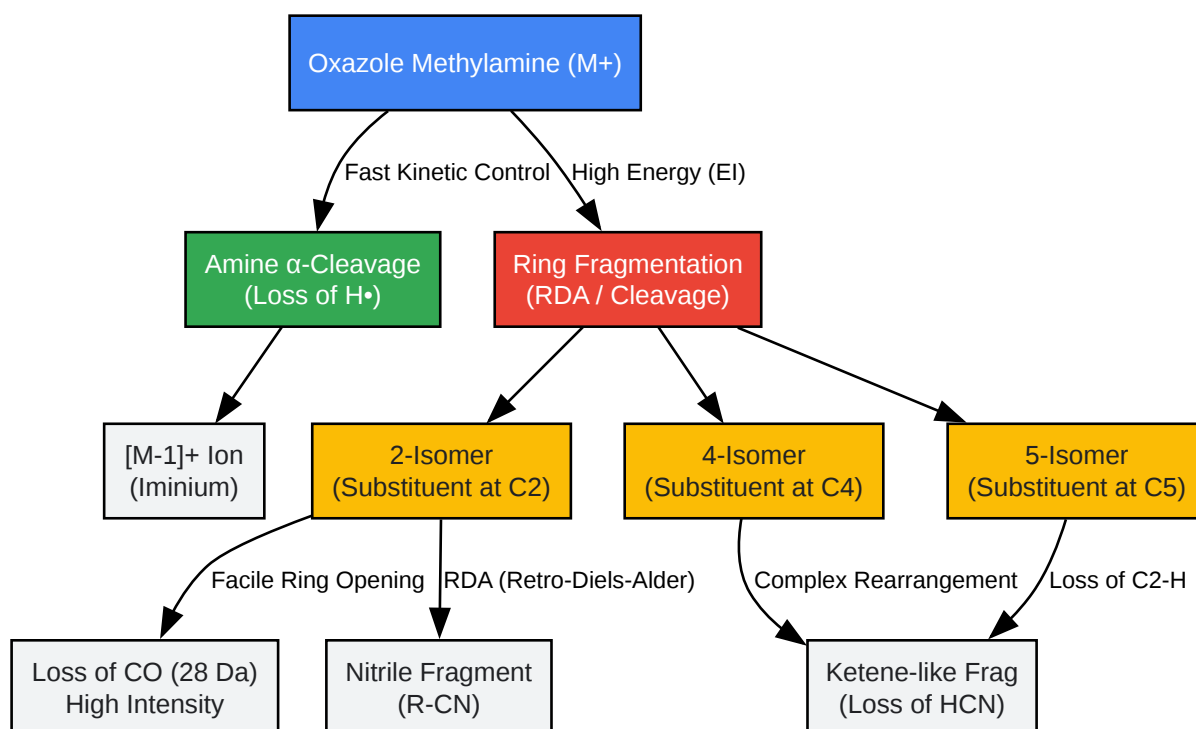 Oxazole Methylamine (M+)
Fast Kinetic Control
High Energy (EI)
Amine α-Cleavage
(Loss of H•)
Ring Fragmentation
(RDA / Cleavage)
[M-1]+ Ion
(Iminium)
2-Isomer
(Substituent at C2)
4-Isomer
(Substituent at C4)
5-Isomer
(Substituent at C5)
Facile Ring Opening
RDA (Retro-Diels-Alder)
Complex Rearrangement
Loss of C2-H
Loss of CO (28 Da)
High Intensity
Nitrile Fragment
(R-CN)
Ketene-like Frag
(Loss of HCN)